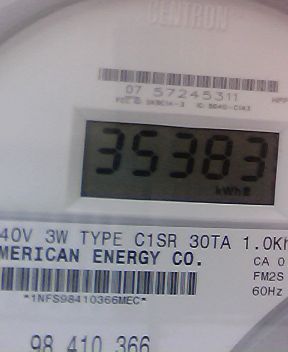 CENTRON
07 57245311
35383
kWh
40V 3W TYPE C1SR 30TA 1.0Kh
MERICAN ENERGY CO.
CA 0
FM2S
60Hz
*1NFS98410366MEC*
98 410 366